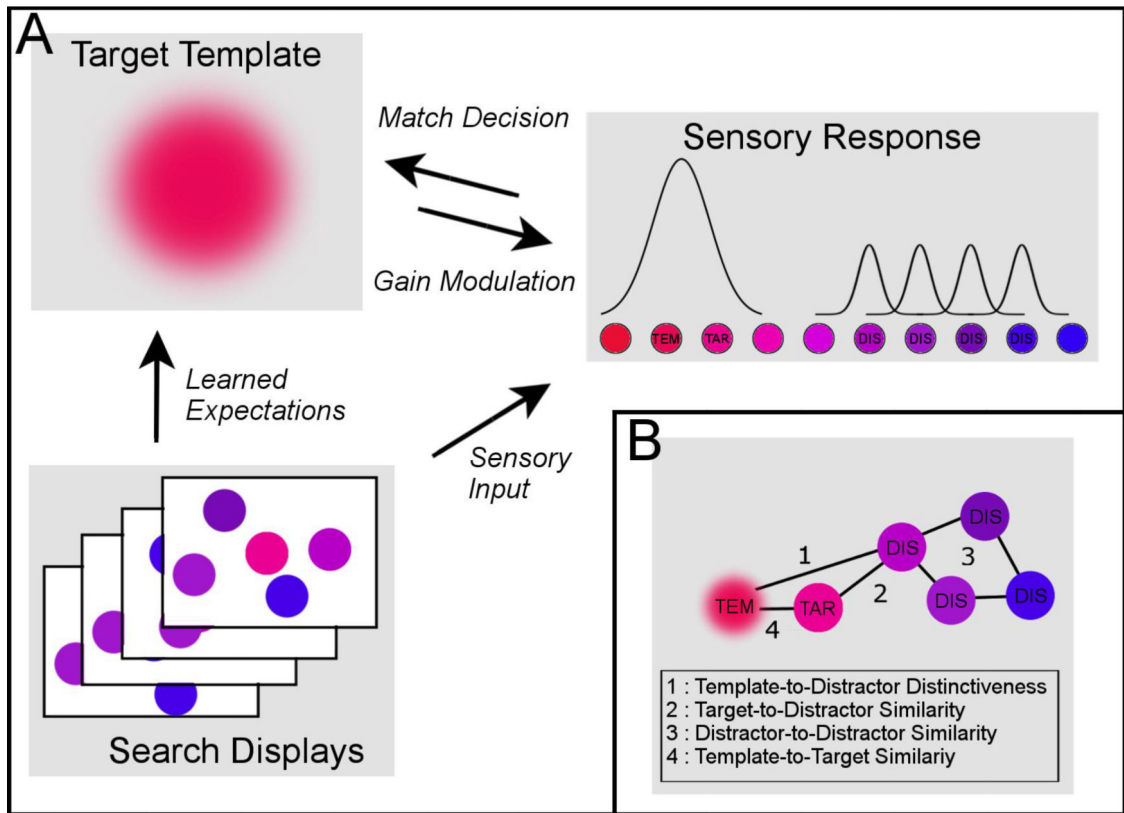 A
Target Template
Match Decision
Gain Modulation
Sensory Response
TEM TAR DIS DIS DIS DIS
Learned
Expectations
Sensory
Input
Search Displays
B
DIS
1
DIS
3
2
TEM TAR DIS DIS
4
1 : Template-to-Distractor Distinctiveness
2 : Target-to-Distractor Similarity
3 : Distractor-to-Distractor Similarity
4 : Template-to-Target Similariy